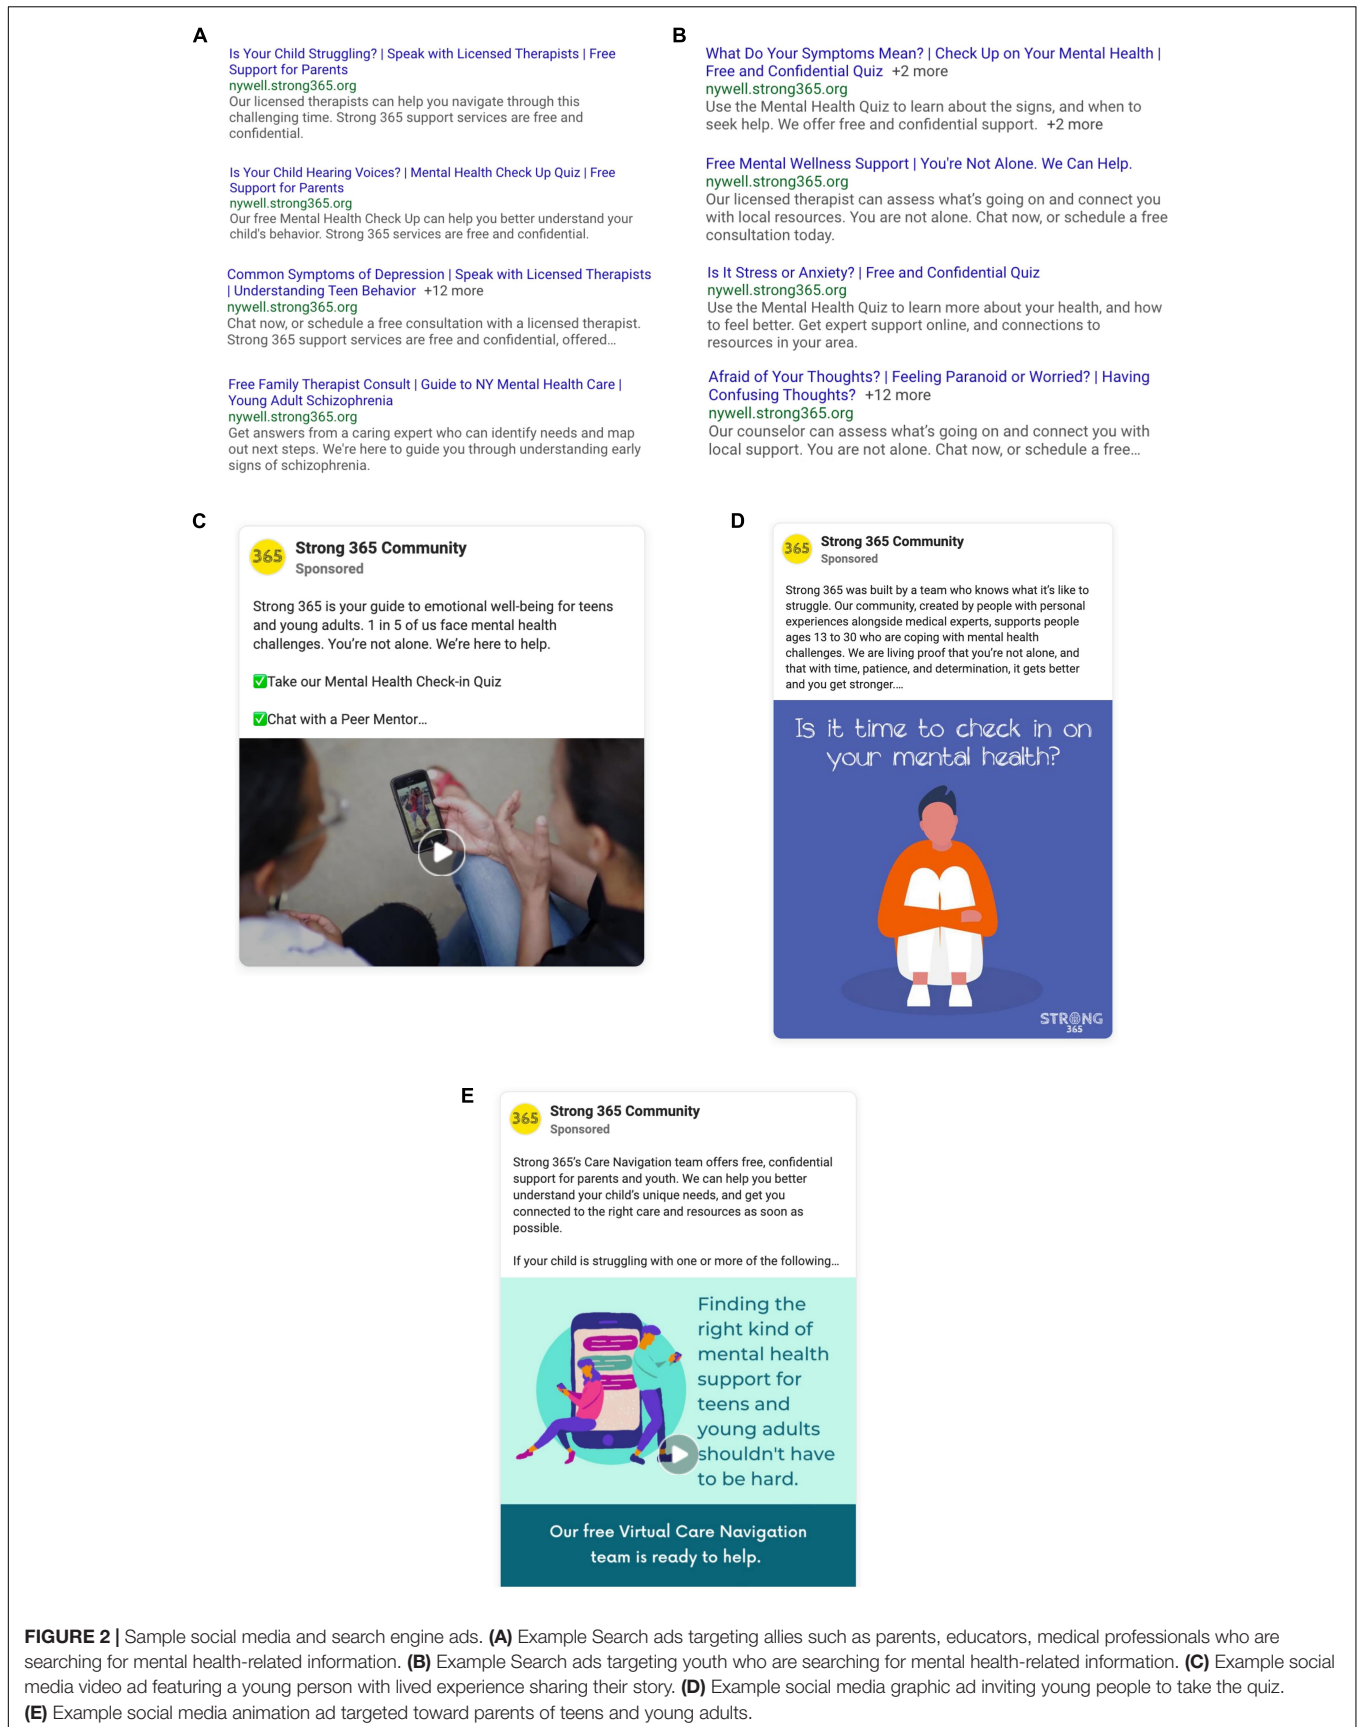 A
Is Your Child Struggling? | Speak with Licensed Therapists | Free
Support for Parents
nywell.strong365.org
Our licensed therapists can help you navigate through this
challenging time. Strong 365 support services are free and
confidential.
Is Your Child Hearing Voices? | Mental Health Check Up Quiz | Free
Support for Parents
nywell.strong365.org
Our free Mental Health Check Up can help you better understand your
child's behavior. Strong 365 services are free and confidential.
Common Symptoms of Depression | Speak with Licensed Therapists
| Understanding Teen Behavior +12 more
nywell.strong365.org
Chat now, or schedule a free consultation with a licensed therapist.
Strong 365 support services are free and confidential, offered...
Free Family Therapist Consult | Guide to NY Mental Health Care |
Young Adult Schizophrenia
nywell.strong365.org
Get answers from a caring expert who can identify needs and map
out next steps. We're here to guide you through understanding early
signs of schizophrenia.
B
What Do Your Symptoms Mean? | Check Up on Your Mental Health |
Free and Confidential Quiz +2 more
nywell.strong365.org
Use the Mental Health Quiz to learn about the signs, and when to
seek help. We offer free and confidential support. +2 more
Free Mental Wellness Support | You're Not Alone. We Can Help.
nywell.strong365.org
Our licensed therapist can assess what's going on and connect you
with local resources. You are not alone. Chat now, or schedule a free
consultation today.
Is It Stress or Anxiety? | Free and Confidential Quiz
nywell.strong365.org
Use the Mental Health Quiz to learn more about your health, and how
to feel better. Get expert support online, and connections to
resources in your area.
Afraid of Your Thoughts? | Feeling Paranoid or Worried? | Having
Confusing Thoughts? +12 more
nywell.strong365.org
Our counselor can assess what's going on and connect you with
local support. You are not alone. Chat now, or schedule a free...
C
365
Strong 365 Community
Sponsored
Strong 365 is your guide to emotional well-being for teens
and young adults. 1 in 5 of us face mental health
challenges. You're not alone. We're here to help.
✅Take our Mental Health Check-in Quiz
✅Chat with a Peer Mentor...
D
365
Strong 365 Community
Sponsored
Strong 365 was built by a team who knows what it's like to
struggle. Our community, created by people with personal
experiences alongside medical experts, supports people
ages 13 to 30 who are coping with mental health
challenges. We are living proof that you're not alone, and
that with time, patience, and determination, it gets better
and you get stronger....
Is it time to check in on
your mental health?
STRONG
365
E
365
Strong 365 Community
Sponsored
Strong 365's Care Navigation team offers free, confidential
support for parents and youth. We can help you better
understand your child's unique needs, and get you
connected to the right care and resources as soon as
possible.
If your child is struggling with one or more of the following...
Finding the
right kind of
mental health
support for
teens and
young adults
shouldn't have
to be hard.
Our free Virtual Care Navigation
team is ready to help.
FIGURE 2 | Sample social media and search engine ads. (A) Example Search ads targeting allies such as parents, educators, medical professionals who are
searching for mental health-related information. (B) Example Search ads targeting youth who are searching for mental health-related information. (C) Example social
media video ad featuring a young person with lived experience sharing their story. (D) Example social media graphic ad inviting young people to take the quiz.
(E) Example social media animation ad targeted toward parents of teens and young adults.